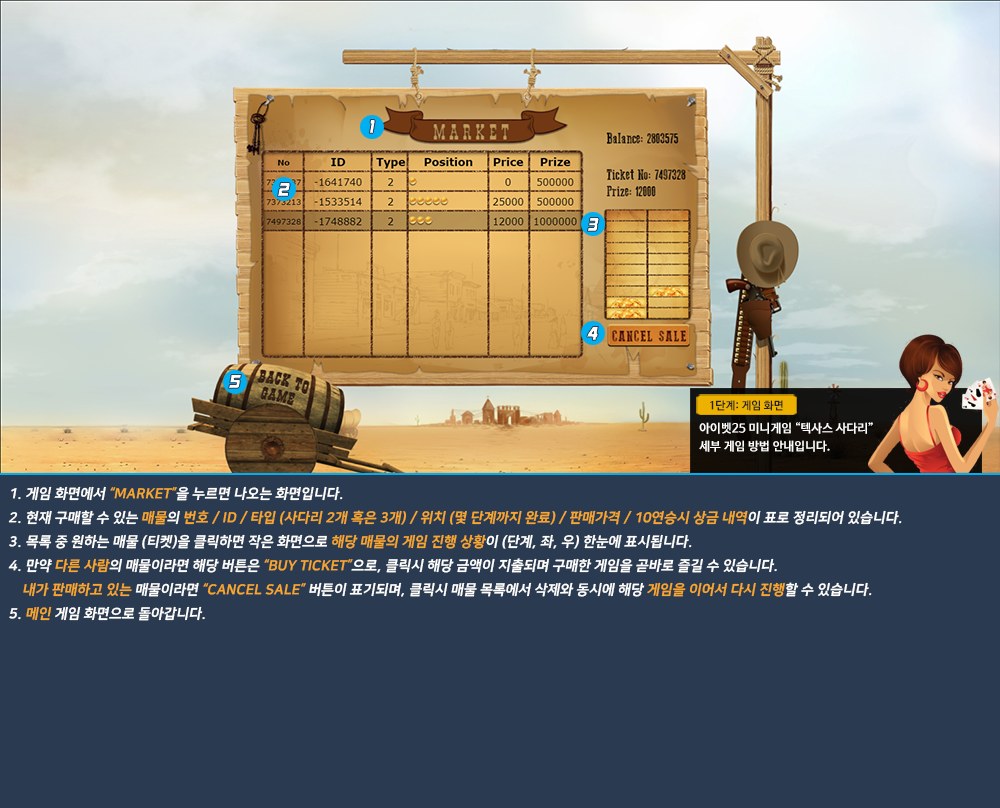 1 MARKET
Balance: 2803575
No ID Type Position Price Prize
-1641740 2 0 500000
7373213 -1533514 2 25000 500000
7497328 -1748882 2 12000 1000000
2
Ticket No: 7497328
Prize: 12000
3
4 CANCEL SALE
5 BACK TO
GAME
1단계: 게임 화면
아이벳25 미니게임 “텍사스 사다리”
세부 게임 방법 안내입니다.
1. 게임 화면에서 “MARKET”을 누르면 나오는 화면입니다.
2. 현재 구매할 수 있는 매물의 번호 / ID / 타입 (사다리 2개 혹은 3개) / 위치 (몇 단계까지 완료) / 판매가격 / 10연승시 상금 내역이 표로 정리되어 있습니다.
3. 목록 중 원하는 매물 (티켓)을 클릭하면 작은 화면으로 해당 매물의 게임 진행 상황이 (단계, 좌, 우) 한눈에 표시됩니다.
4. 만약 다른 사람의 매물이라면 해당 버튼은 “BUY TICKET”으로, 클릭시 해당 금액이 지출되며 구매한 게임을 곧바로 즐길 수 있습니다.
내가 판매하고 있는 매물이라면 “CANCEL SALE” 버튼이 표기되며, 클릭시 매물 목록에서 삭제와 동시에 해당 게임을 이어서 다시 진행할 수 있습니다.
5. 메인 게임 화면으로 돌아갑니다.